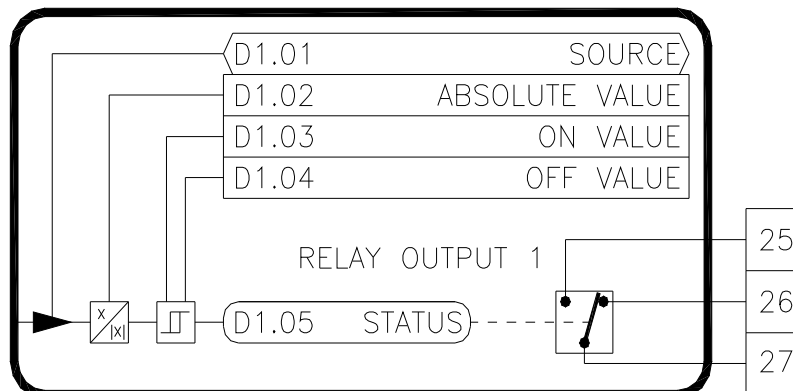 D1.01 SOURCE
D1.02 ABSOLUTE VALUE
D1.03 ON VALUE
D1.04 OFF VALUE
25
RELAY OUTPUT 1
26
x
|x|
D1.05 STATUS
27